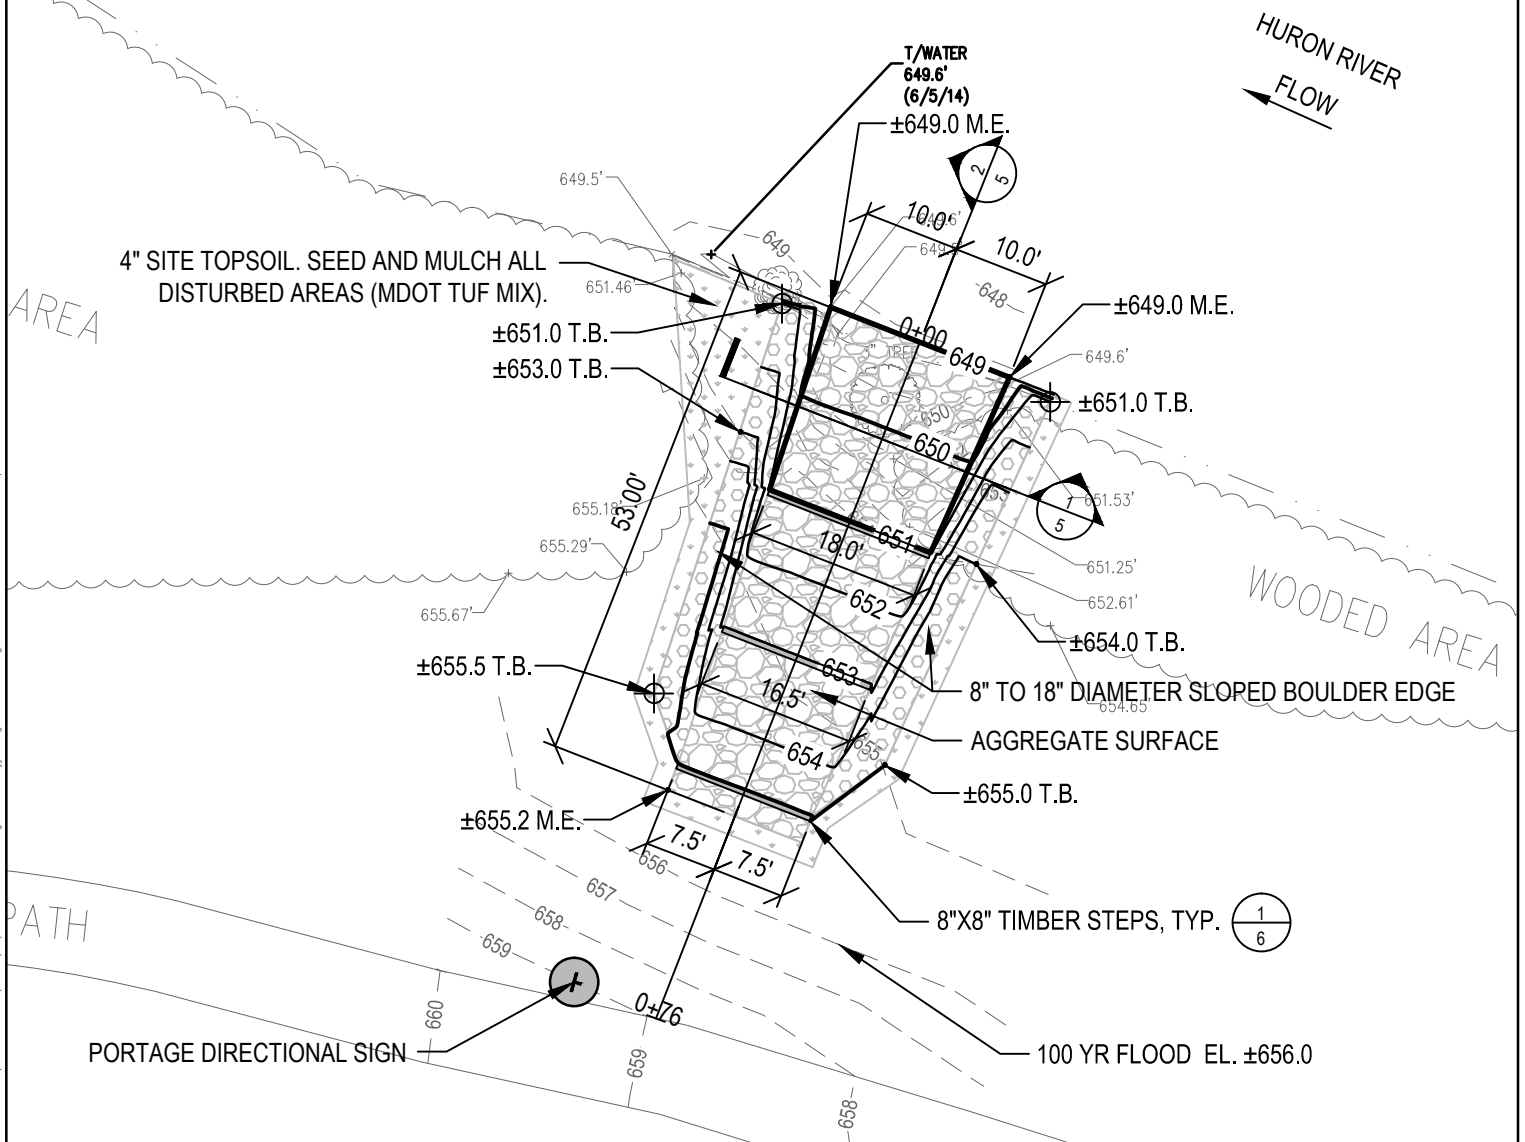 HURON RIVER
FLOW
T/WATER
649.6'
(6/5/14)
±649.0 M.E.
2
5
649.5'
10.0'
649.6'
649.5'
10.0'
649
648
4" SITE TOPSOIL. SEED AND MULCH ALL
DISTURBED AREAS (MDOT TUF MIX).
651.46'
AREA
±651.0 T.B.
±649.0 M.E.
0+00
649
649.6'
±653.0 T.B.
±651.0 T.B.
650
650
653
651.53'
1
5
53.00'
655.18'
655.29'
18.0'
651
651.25'
652.61'
652
655.67'
WOODED AREA
±654.0 T.B.
±655.5 T.B.
653
16.5'
8" TO 18" DIAMETER SLOPED BOULDER EDGE
654.65'
AGGREGATE SURFACE
655
654
±655.0 T.B.
±655.2 M.E.
7.5'
7.5'
656
657
658
659
8"X8" TIMBER STEPS, TYP.
1
6
PATH
0+76
660
659
658
PORTAGE DIRECTIONAL SIGN
100 YR FLOOD EL. ±656.0